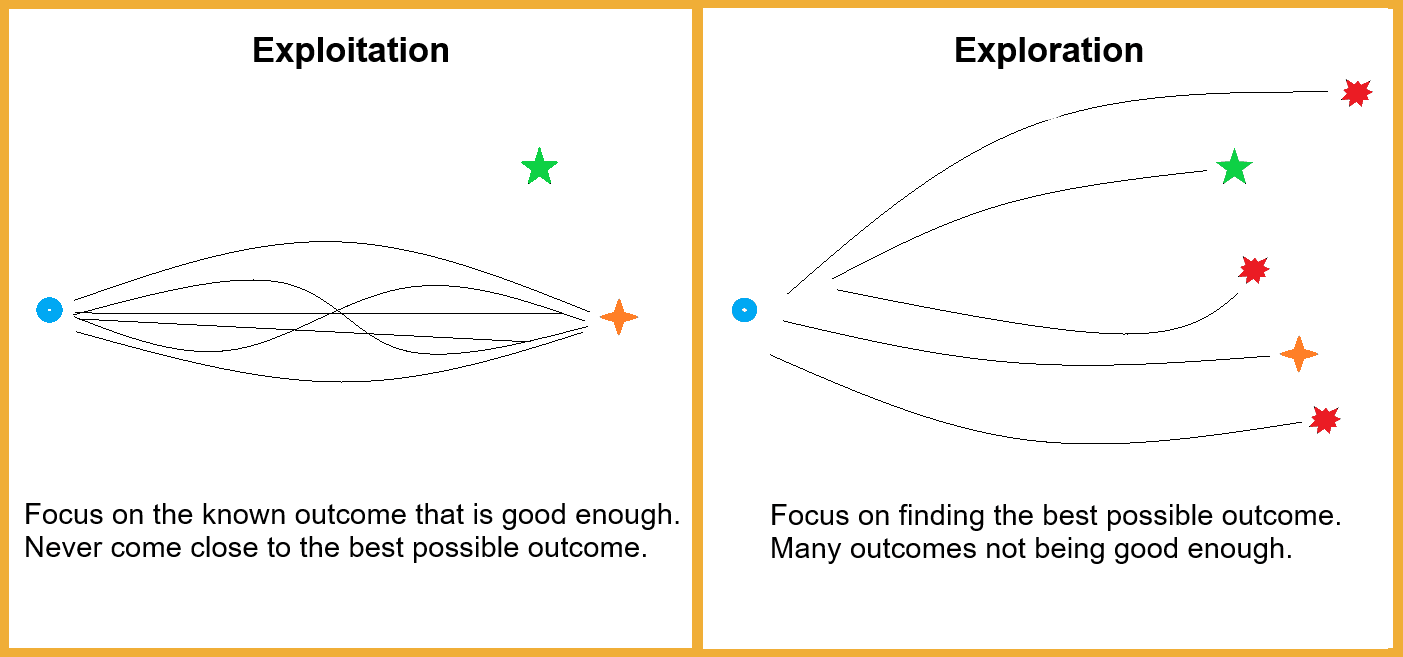 Exploitation
Focus on the known outcome that is good enough.
Never come close to the best possible outcome.
Exploration
Focus on finding the best possible outcome.
Many outcomes not being good enough.